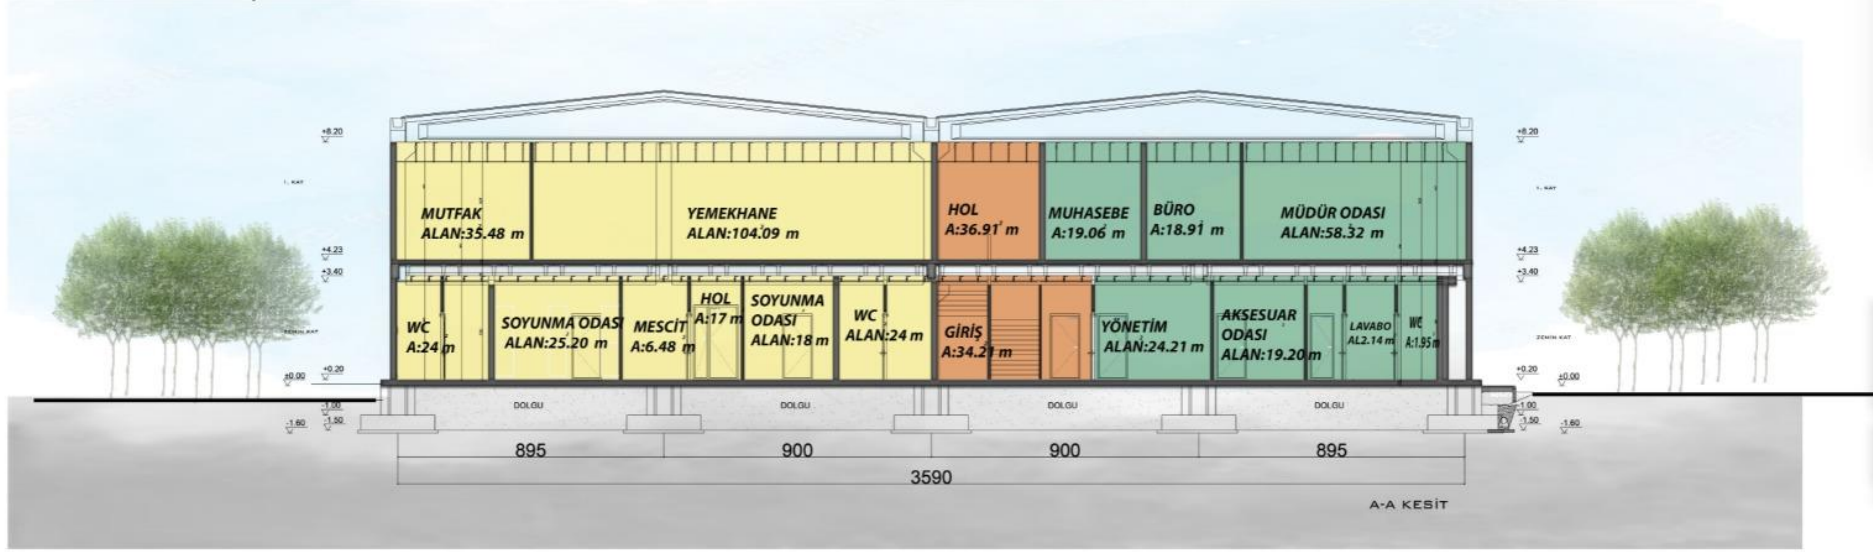 +8.20
+8.20
1. KAT
1. KAT
MUTFAK
ALAN:35.48 m
YEMEKHANE
ALAN:104.09 m
HOL
A:36.91 m
MUHASEBE
A:19.06 m
BÜRO
A:18.91 m
MÜDÜR ODASI
ALAN:58.32 m
+4.23
+3.40
+4.23
+3.40
WC
A:24 m
SOYUNMA ODASI
ALAN:25.20 m
MESCİT
A:6.48 m
HOL
A:17 m
SOYUNMA
ODASI
ALAN:18 m
WC
ALAN:24 m
GİRİŞ
A:34.21 m
YÖNETİM
ALAN:24.21 m
AKSESUAR
ODASI
ALAN:19.20 m
LAVABO
AL2.14 m
WC
A:1.95 m
ZEMİN KAT
ZEMİN KAT
±0.00
+0.20
+0.20
±0.00
-1.00
-1.50
-1.60
DOLGU
DOLGU
DOLGU
DOLGU
-1.00
-1.50
-1.60
895
900
900
895
3590
A-A KESİT